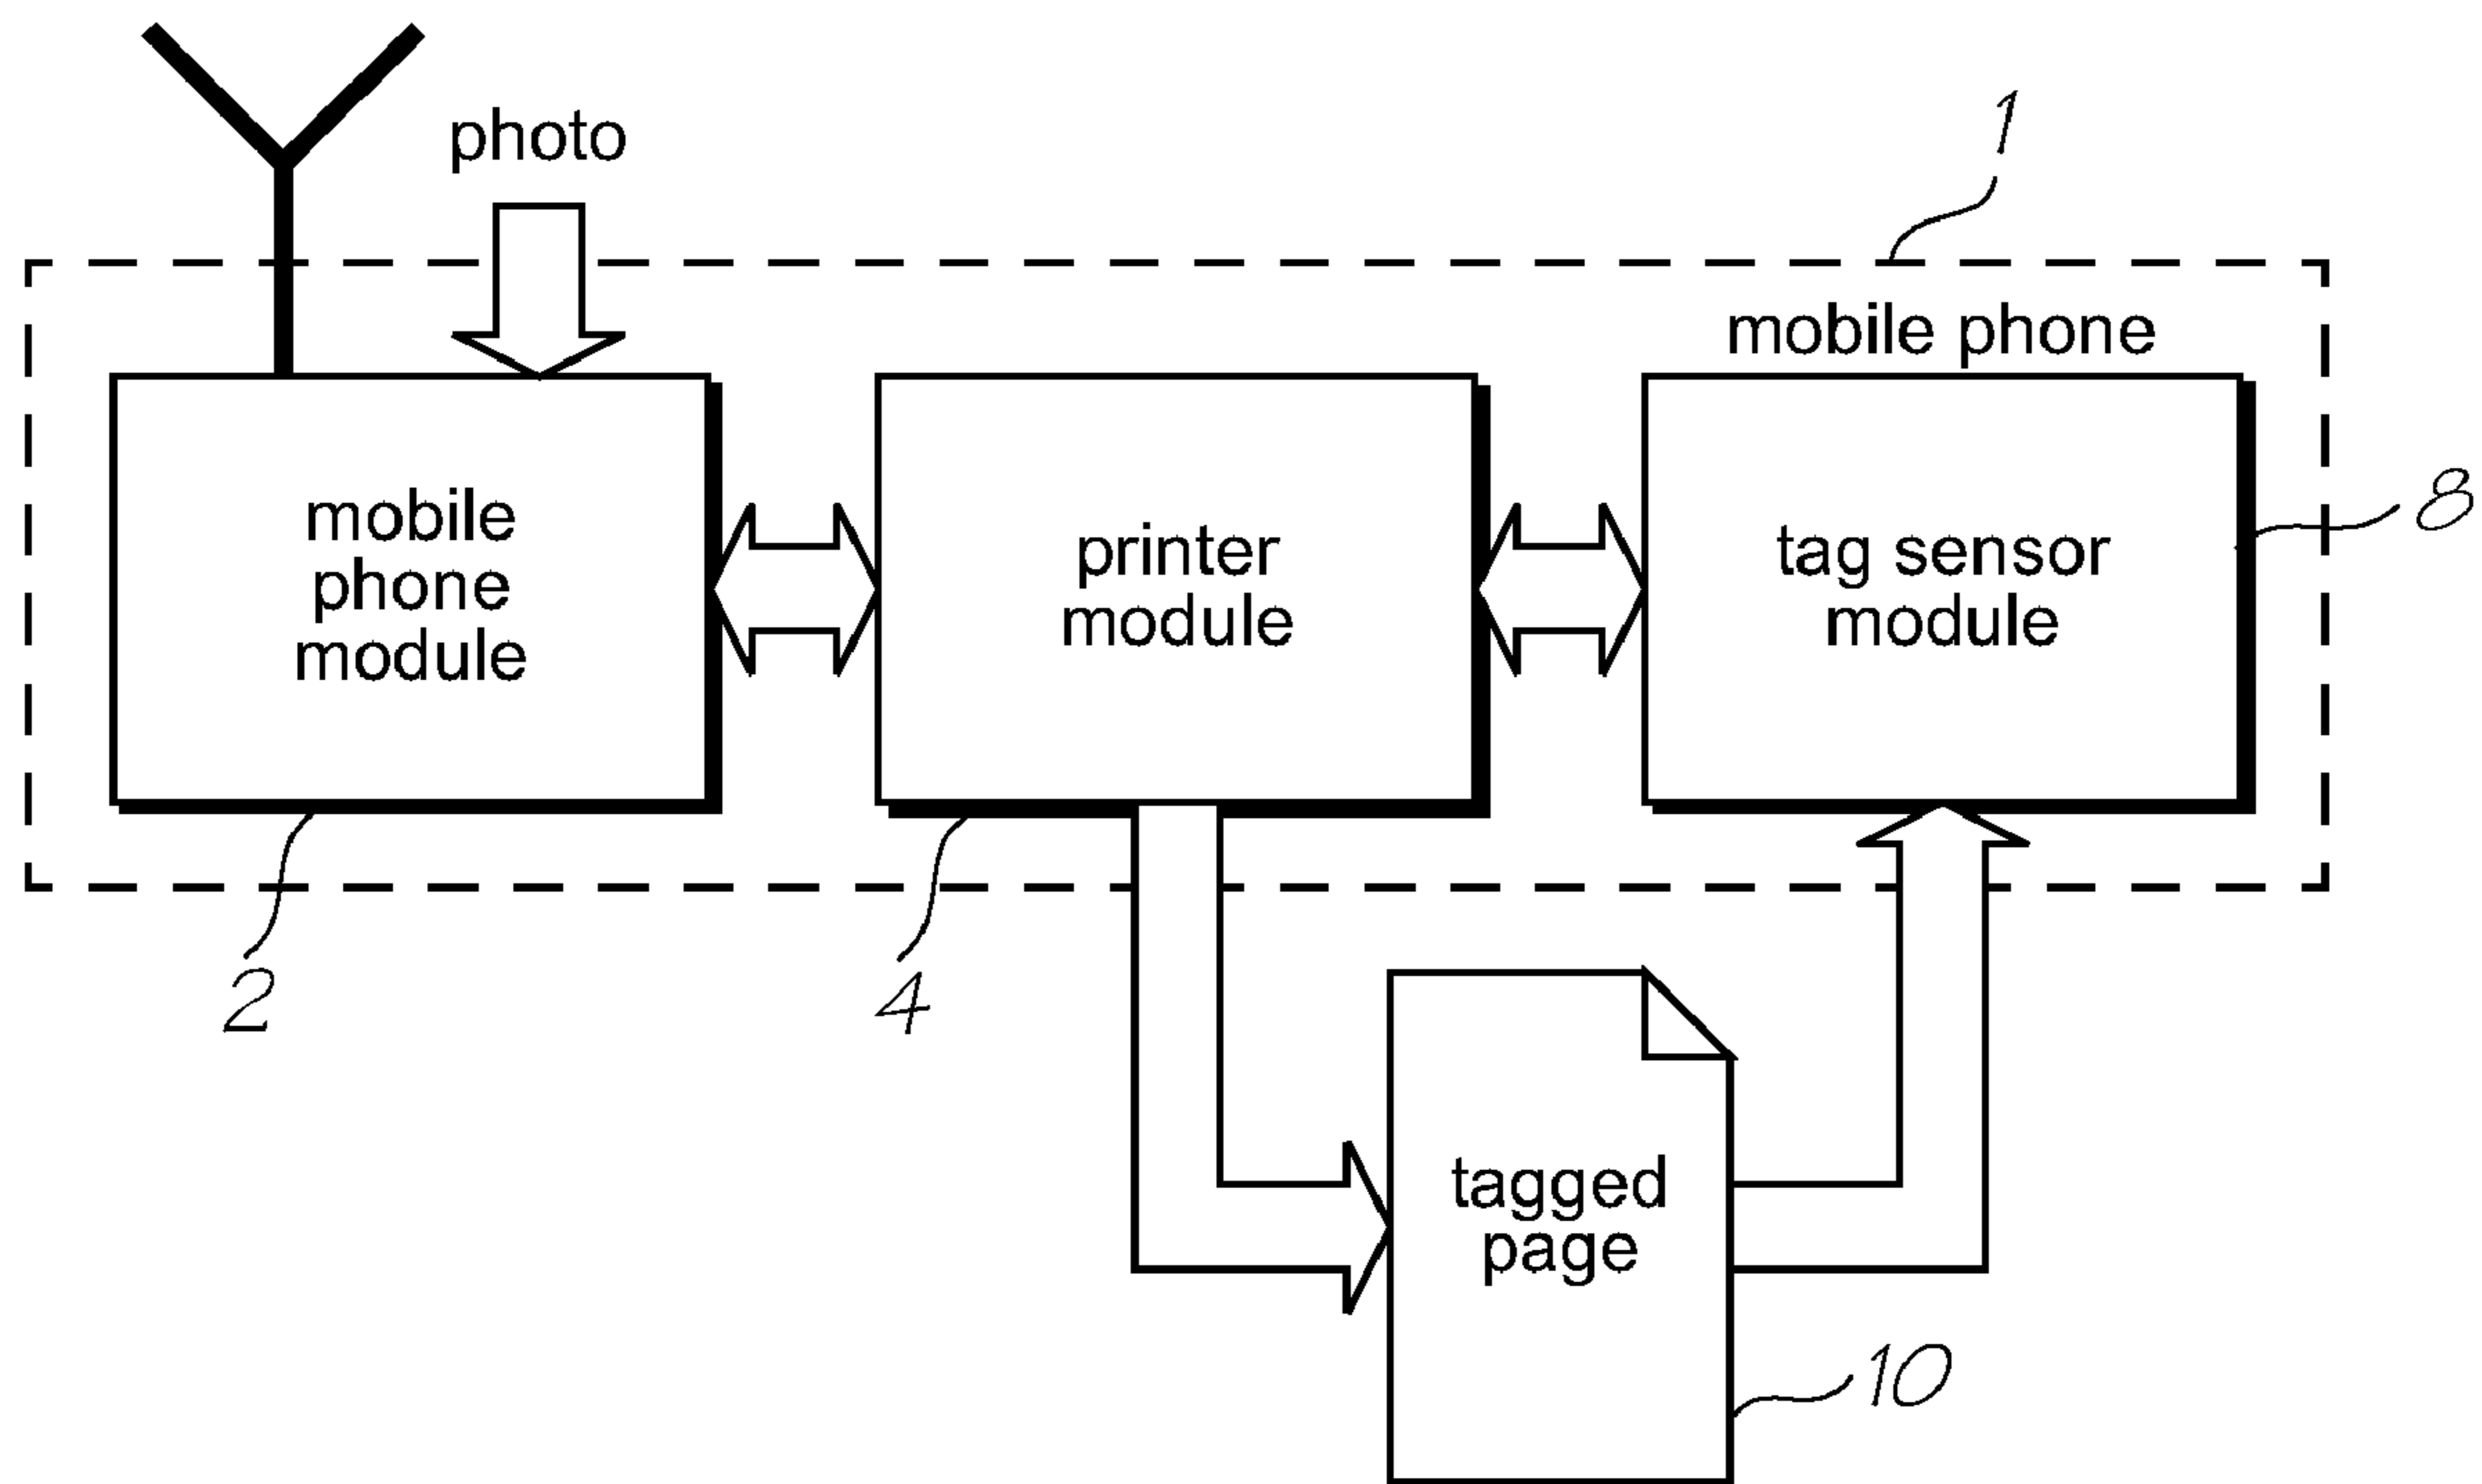 photo
1
mobile phone
mobile
phone
module
printer
module
tag sensor
module
8
2
4
tagged
page
10